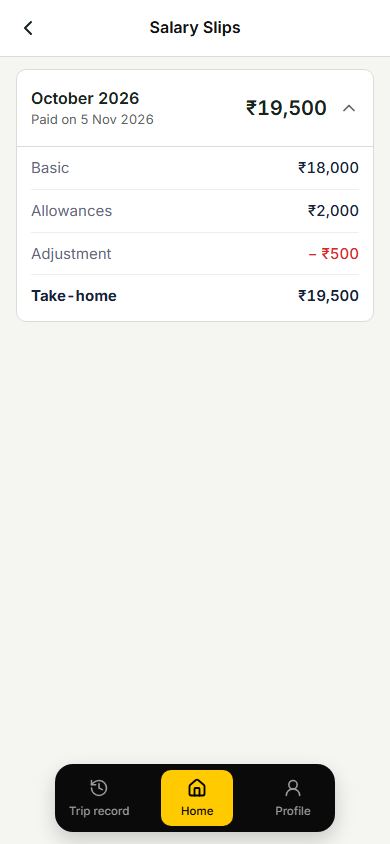 Salary Slips
October 2026
Paid on 5 Nov 2026
₹19,500
Basic
₹18,000
Allowances
₹2,000
Adjustment
– ₹500
Take-home
₹19,500
Trip record
Home
Profile